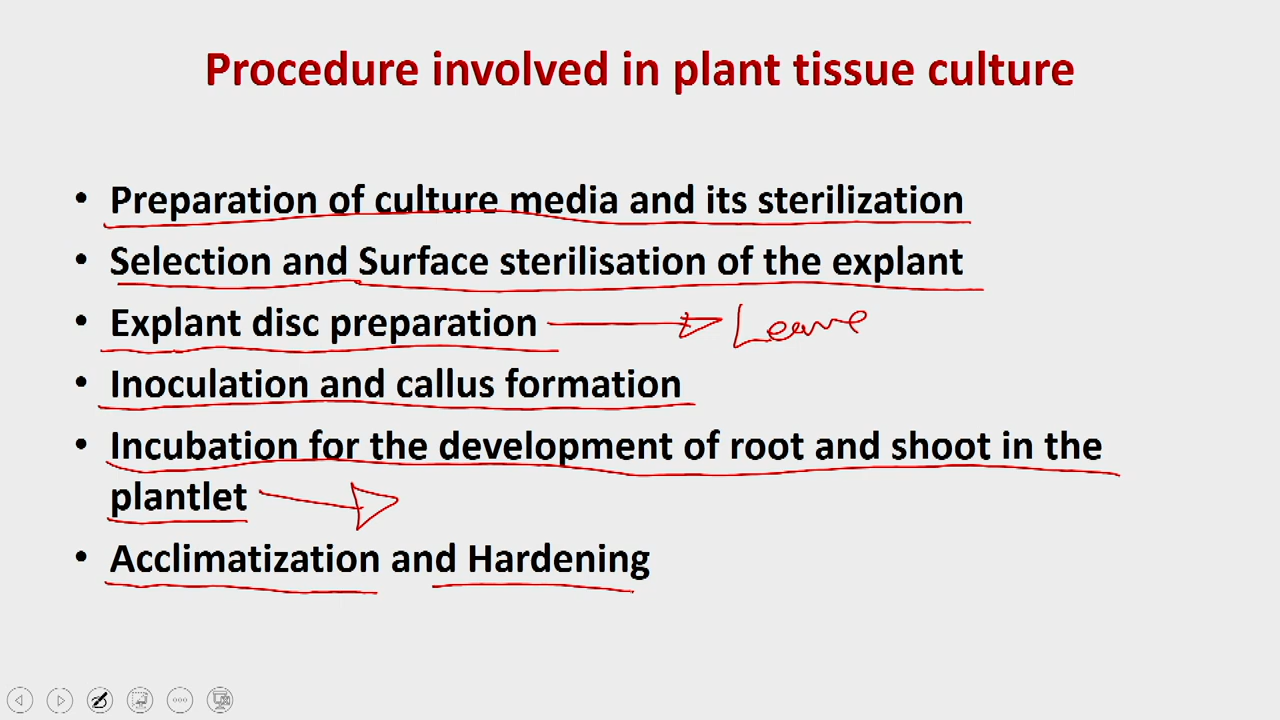 Procedure involved in plant tissue culture
• Preparation of culture media and its sterilization
• Selection and Surface sterilisation of the explant
• Explant disc preparation Leave
• Inoculation and callus formation
• Incubation for the development of root and shoot in the
plantlet
• Acclimatization and Hardening